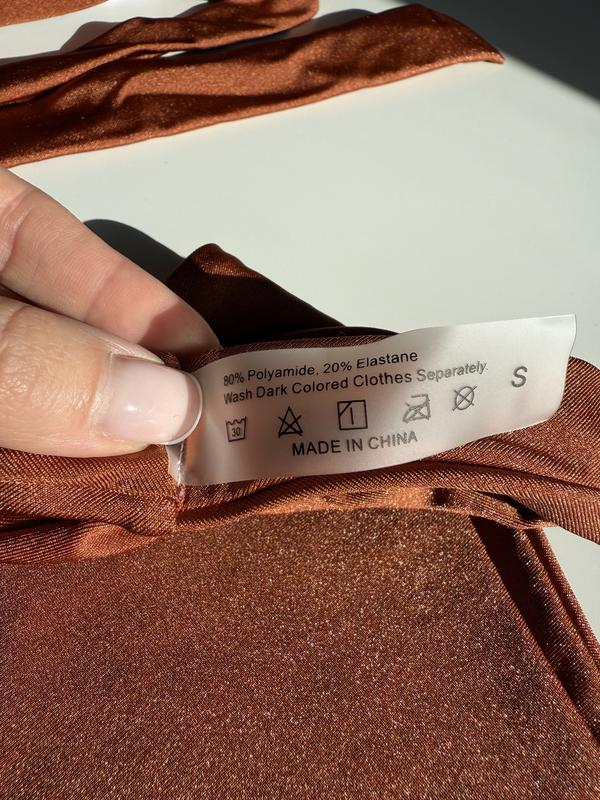 80% Polyamide, 20% Elastane
Wash Dark Colored Clothes Separately.
S
30
MADE IN CHINA